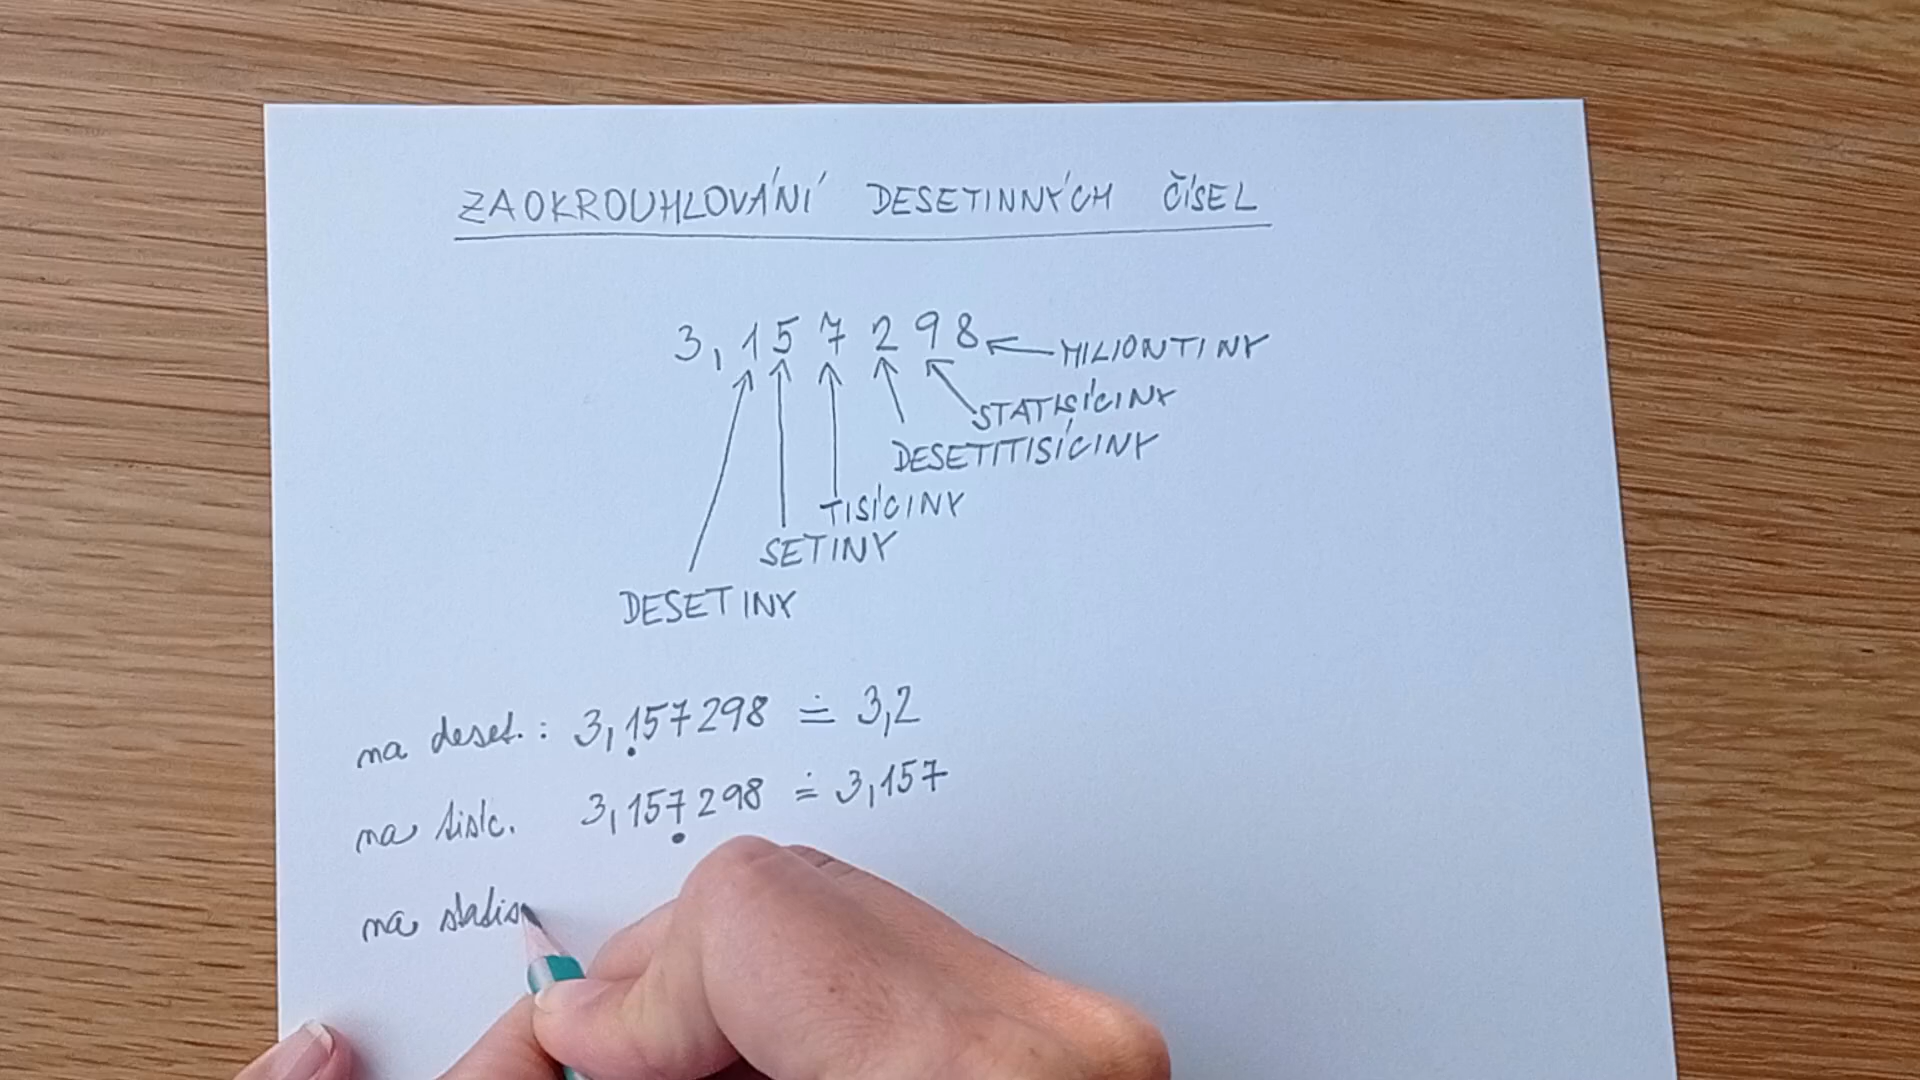 ZAOKROUHLOVÁNÍ DESETINNÝCH ČÍSEL
3,157298
MILIONTINY
STATISÍCINY
DESETITISÍCINY
TISÍCINY
SETINY
DESETINY
na deset. : 3,157298 ≐ 3,2
na tisíc. 3,157298 ≐ 3,157
na statis